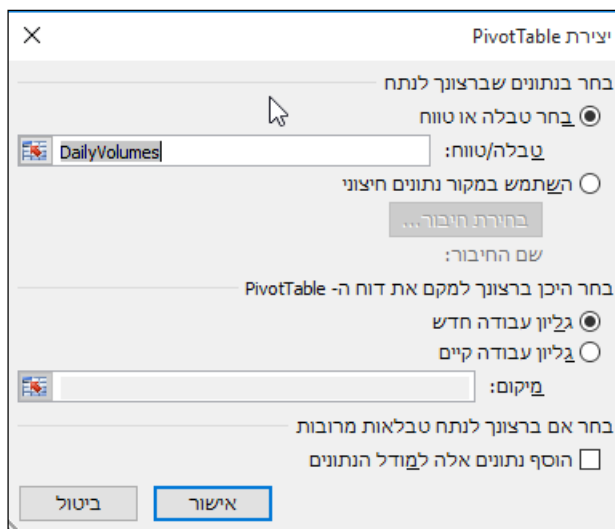 יצירת PivotTable
בחר בנתונים שברצונך לנתח
בחר טבלה או טווח
טבלה/טווח: DailyVolumes
השתמש במקור נתונים חיצוני
בחירת חיבור...
שם החיבור:
בחר היכן ברצונך למקם את דוח ה- PivotTable
גליון עבודה חדש
גליון עבודה קיים
מיקום:
בחר אם ברצונך לנתח טבלאות מרובות
הוסף נתונים אלה למודל הנתונים
אישור ביטול